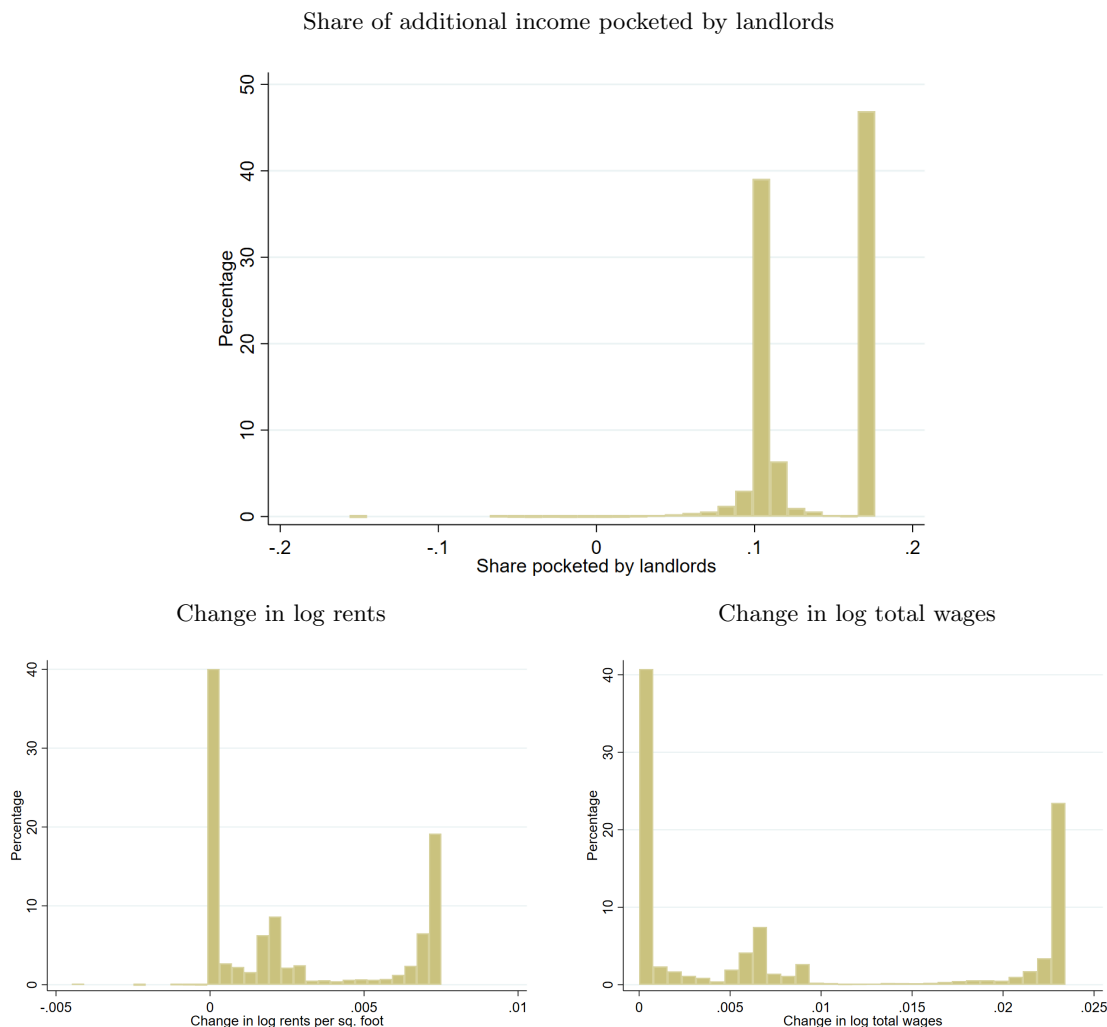 Share of additional income pocketed by landlords
50
40
30
20
10
0
Percentage
-.2 -.1 0 .1 .2
Share pocketed by landlords
Change in log rents
40
30
20
10
0
Percentage
-.005 0 .005 .01
Change in log rents per sq. foot
Change in log total wages
40
30
20
10
0
Percentage
0 .005 .01 .015 .02 .025
Change in log total wages